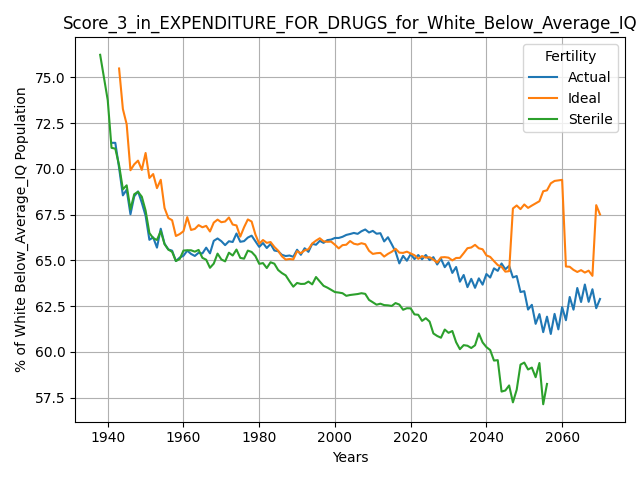 Score_3_in_EXPENDITURE_FOR_DRUGS_for_White_Below_Average_IQ
Fertility
Actual
Ideal
Sterile
% of White Below_Average_IQ Population
75.0
72.5
70.0
67.5
65.0
62.5
60.0
57.5
1940 1960 1980 2000 2020 2040 2060
Years